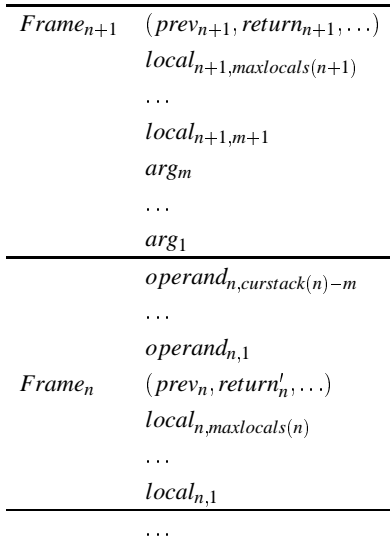 Frame_{n+1} (prev_{n+1}, return_{n+1}, ...)
local_{n+1,maxlocals(n+1)}
...
local_{n+1,m+1}
arg_m
...
arg_1
operand_{n,curstack(n)−m}
...
operand_{n,1}
Frame_n (prev_n, return′_n, ...)
local_{n,maxlocals(n)}
...
local_{n,1}
...